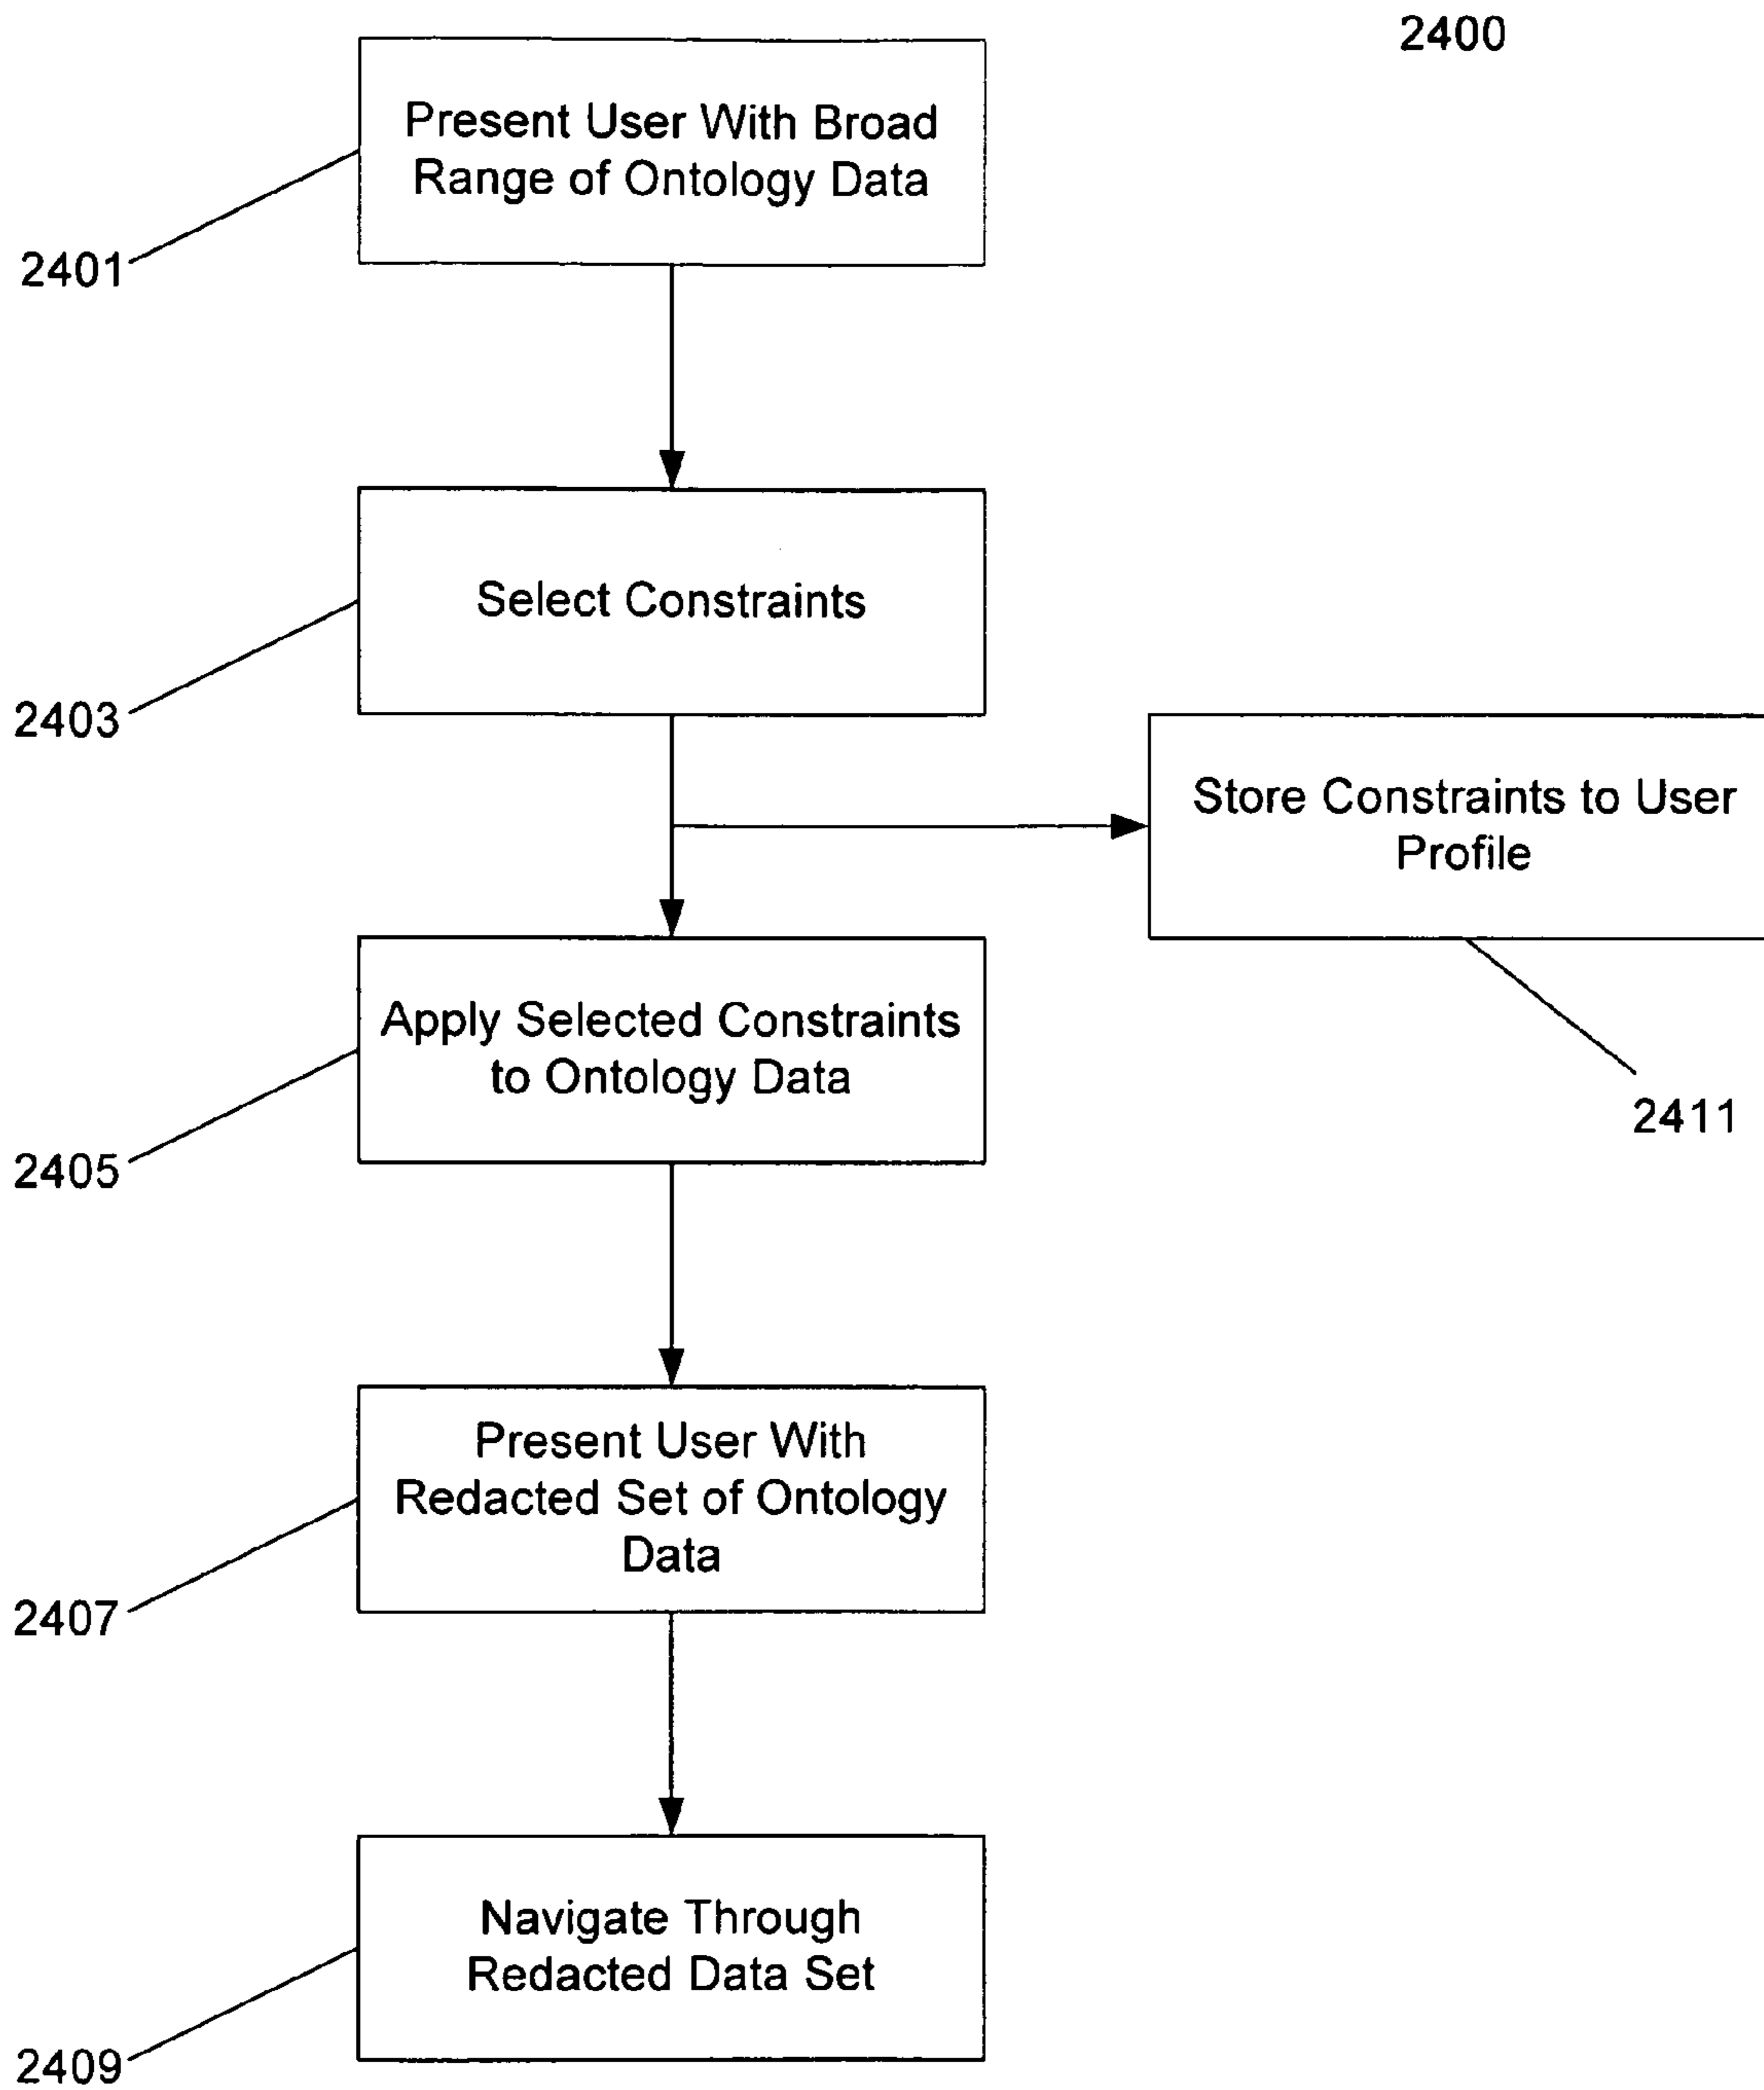 2400
Present User With Broad
Range of Ontology Data
2401
Select Constraints
2403
Store Constraints to User
Profile
2411
Apply Selected Constraints
to Ontology Data
2405
Present User With
Redacted Set of Ontology
Data
2407
Navigate Through
Redacted Data Set
2409